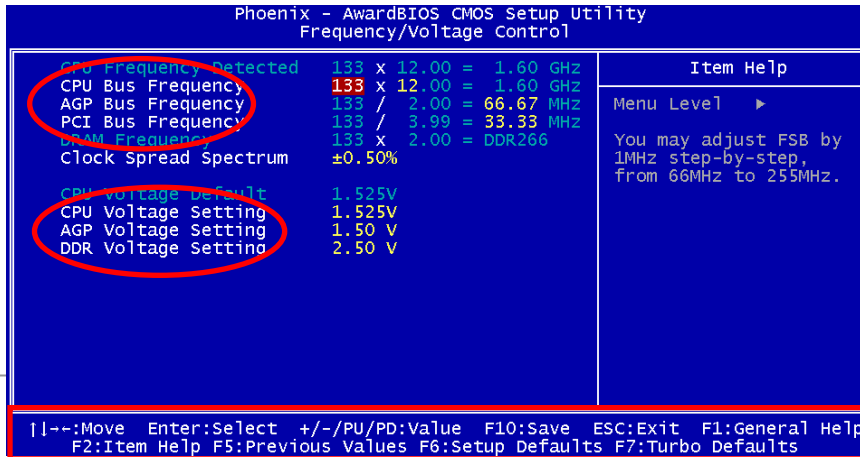 Phoenix - AwardBIOS CMOS Setup Utility
Frequency/Voltage Control
CPU Frequency Detected 133 x 12.00 = 1.60 GHz
CPU Bus Frequency 133 x 12.00 = 1.60 GHz
AGP Bus Frequency 133 / 2.00 = 66.67 MHz
PCI Bus Frequency 133 / 3.99 = 33.33 MHz
DRAM Frequency 133 x 2.00 = DDR266
Clock Spread Spectrum ±0.50%
CPU Voltage Default 1.525V
CPU Voltage Setting 1.525V
AGP Voltage Setting 1.50 V
DDR Voltage Setting 2.50 V
Item Help
Menu Level ▶
You may adjust FSB by
1MHz step-by-step,
from 66MHz to 255MHz.
↑↓→←:Move Enter:Select +/-/PU/PD:Value F10:Save ESC:Exit F1:General Help
F2:Item Help F5:Previous Values F6:Setup Defaults F7:Turbo Defaults